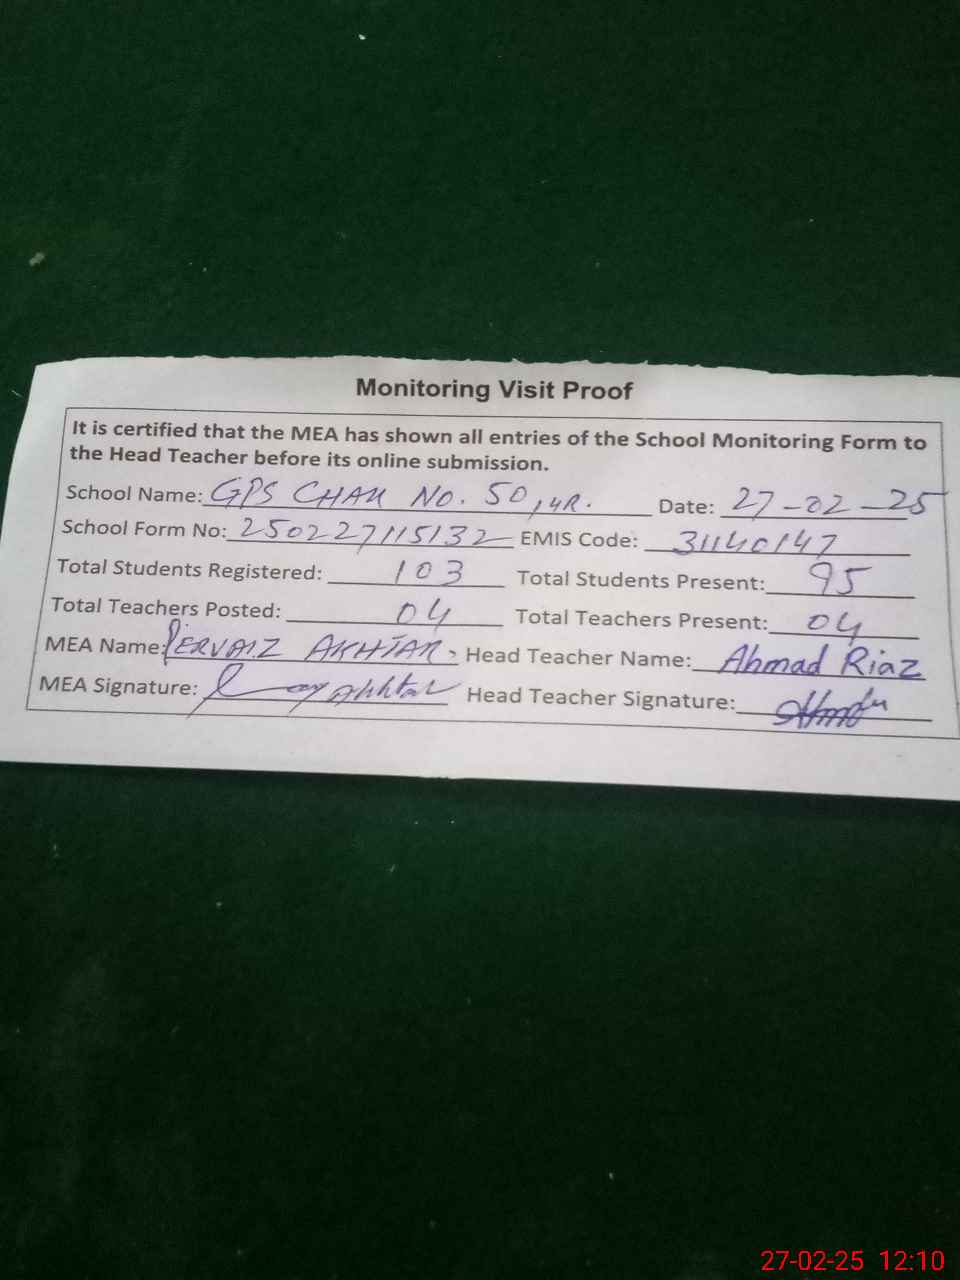 Monitoring Visit Proof
It is certified that the MEA has shown all entries of the School Monitoring Form to
the Head Teacher before its online submission.
School Name: GPS CHAK NO. 50,4R. Date: 27-02-25
School Form No: 250227115132 EMIS Code: 31140147
Total Students Registered: 103 Total Students Present: 95
Total Teachers Posted: 04 Total Teachers Present: 04
MEA Name: PERVAIZ AKHTAR, Head Teacher Name: Ahmad Riaz
MEA Signature: Akhtar Head Teacher Signature:
27-02-25 12:10